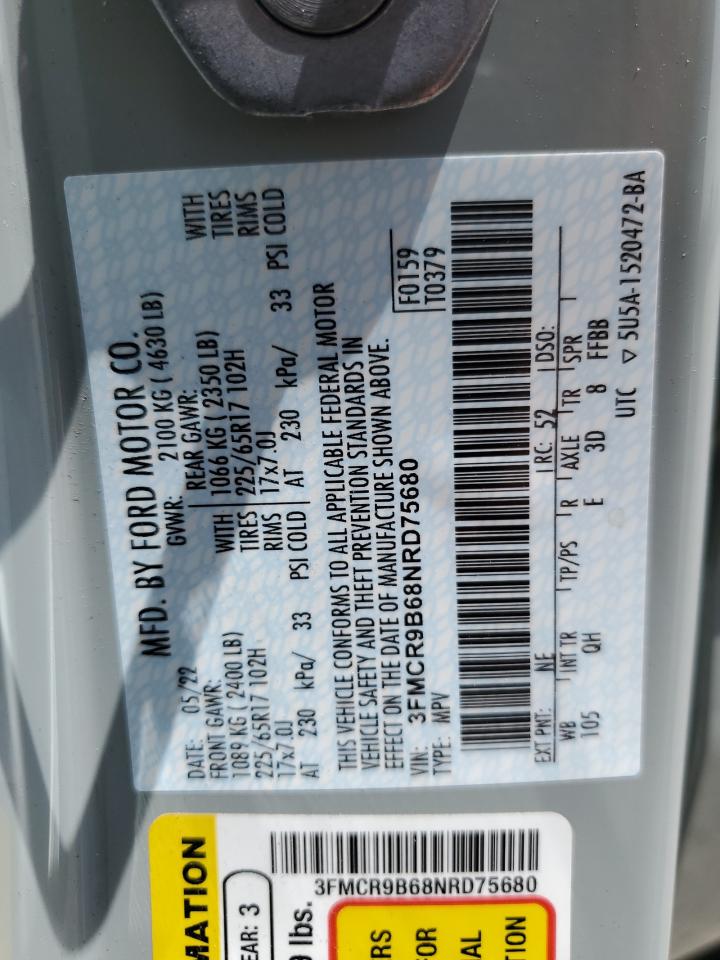 MFD. BY FORD MOTOR CO.
DATE: 05/22 GVWR: 2100 KG ( 4630 LB)
FRONT GAWR: REAR GAWR:
1089 KG ( 2400 LB) WITH 1066 KG ( 2350 LB) WITH
225/65R17 102H TIRES 225/65R17 102H TIRES
17x7.0J RIMS 17x7.0J RIMS
AT 230 kPa/ 33 PSI COLD AT 230 kPa/ 33 PSI COLD
THIS VEHICLE CONFORMS TO ALL APPLICABLE FEDERAL MOTOR
VEHICLE SAFETY AND THEFT PREVENTION STANDARDS IN
EFFECT ON THE DATE OF MANUFACTURE SHOWN ABOVE.
F0159
T0379
VIN: 3FMCR9B68NRD75680
TYPE: MPV
EXT PNT: NE RC: 52 DSO:
WB INT TR TP/PS R AXLE TR SPR
105 QH E 3D 8 FFBB
UTC ▽ 5U5A-1520472-BA
MATION
EAR: 3
lbs.
3FMCR9B68NRD75680
RS
FOR
AL
TION